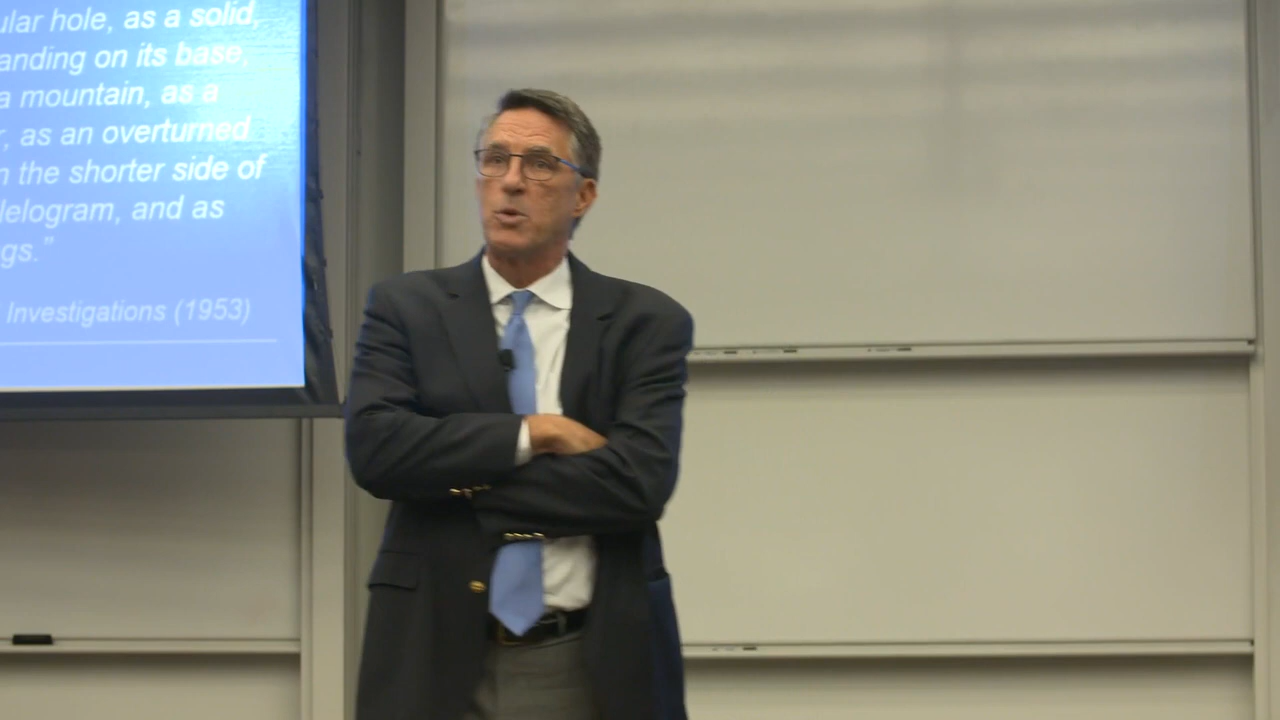 ular hole, as a solid,
anding on its base,
a mountain, as a
r, as an overturned
n the shorter side of
lelogram, and as
gs."
Investigations (1953)